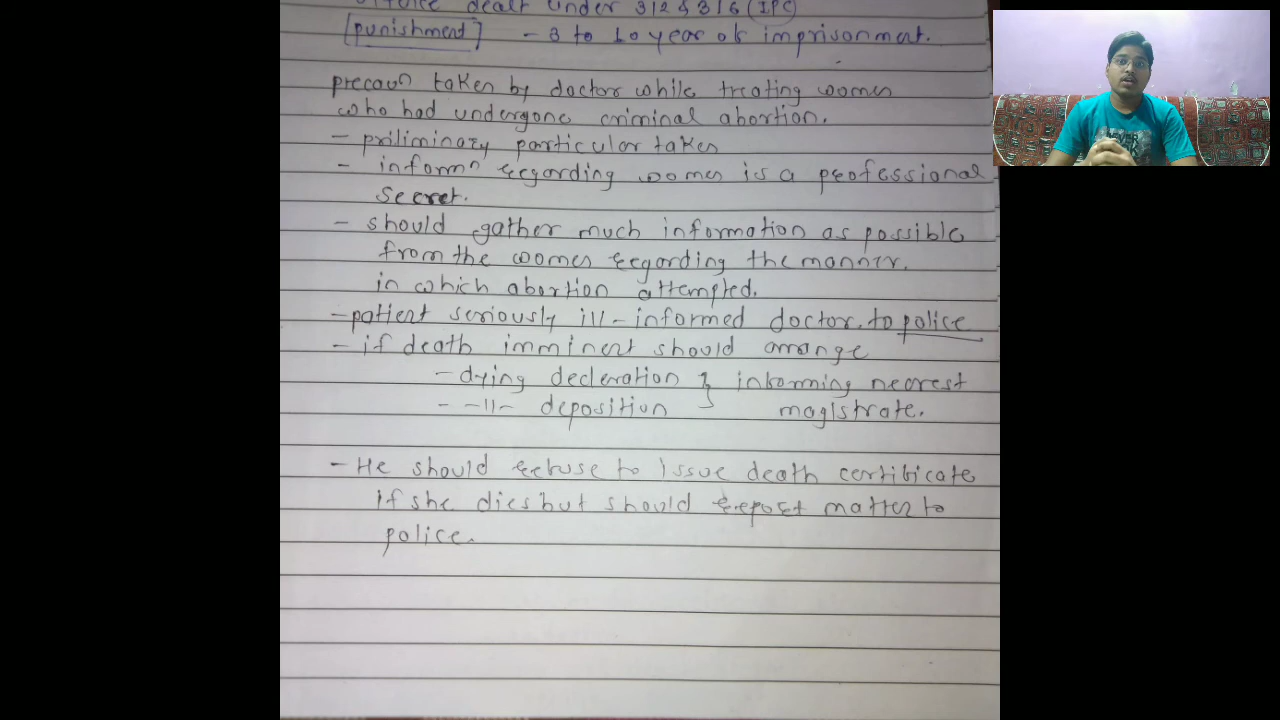 dealt under 312 & 316 (IPC)
[punishment] - 3 to 10 year of imprisonment.
precaun taken by doctor while treating women
who had undergone criminal abortion.
- priliminary particular taken
- informn regarding women is a professional
secret.
- should gather much information as possible
from the women regarding the manner.
in which abortion attempted.
- patient seriously ill - informed doctor. to police
- if death imminent should arrange
- dying decleration } informing nearest
- -11- deposition magistrate.
- He should refuse to issue death certificate
if she dies but should report matter to
police.